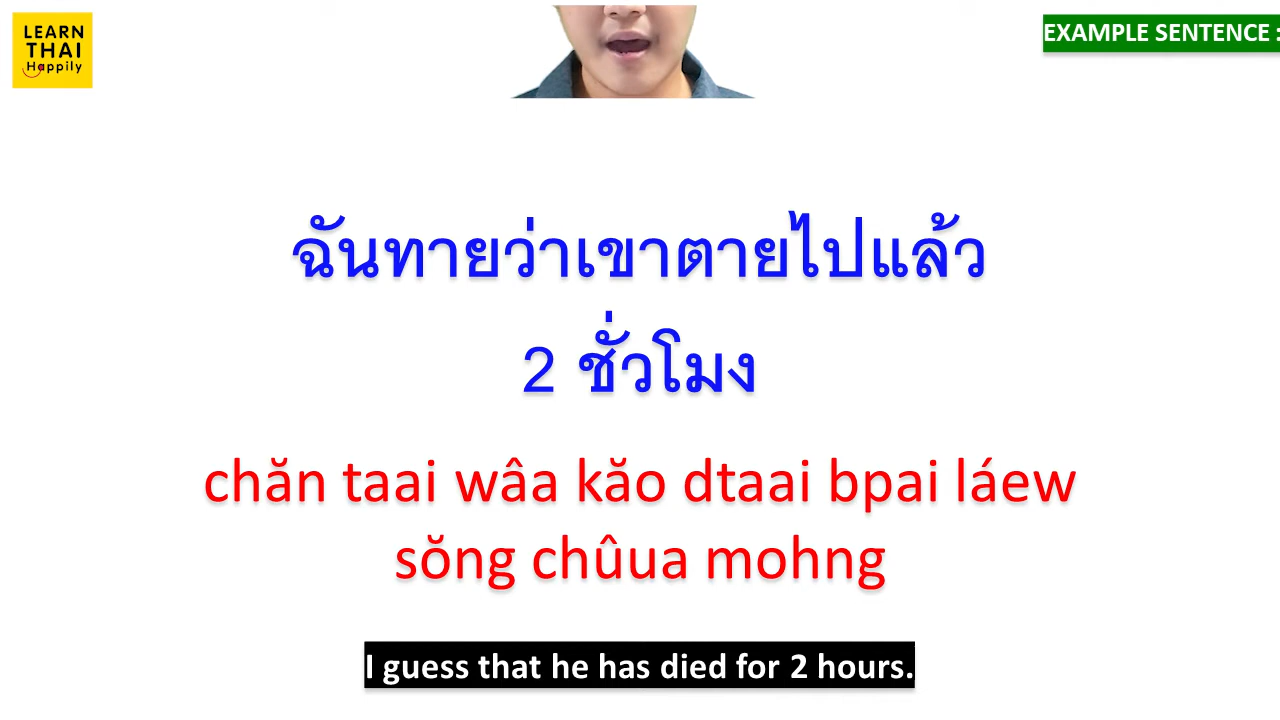 LEARN
THAI
Happily
EXAMPLE SENTENCE :
ฉันทายว่าเขาตายไปแล้ว
2 ชั่วโมง
chăn taai wâa kăo dtaai bpai láew
sŏng chûua mohng
I guess that he has died for 2 hours.